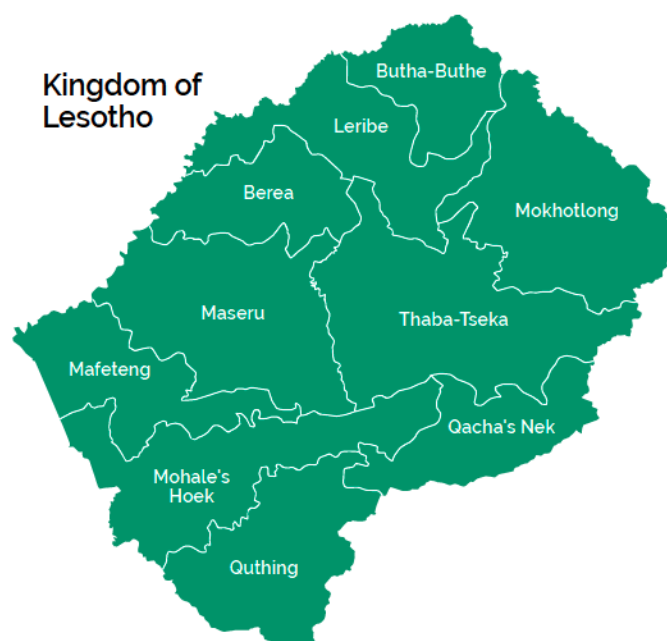 Kingdom of
Lesotho
Butha-Buthe
Leribe
Berea
Mokhotlong
Maseru
Thaba-Tseka
Mafeteng
Qacha's Nek
Mohale's
Hoek
Quthing